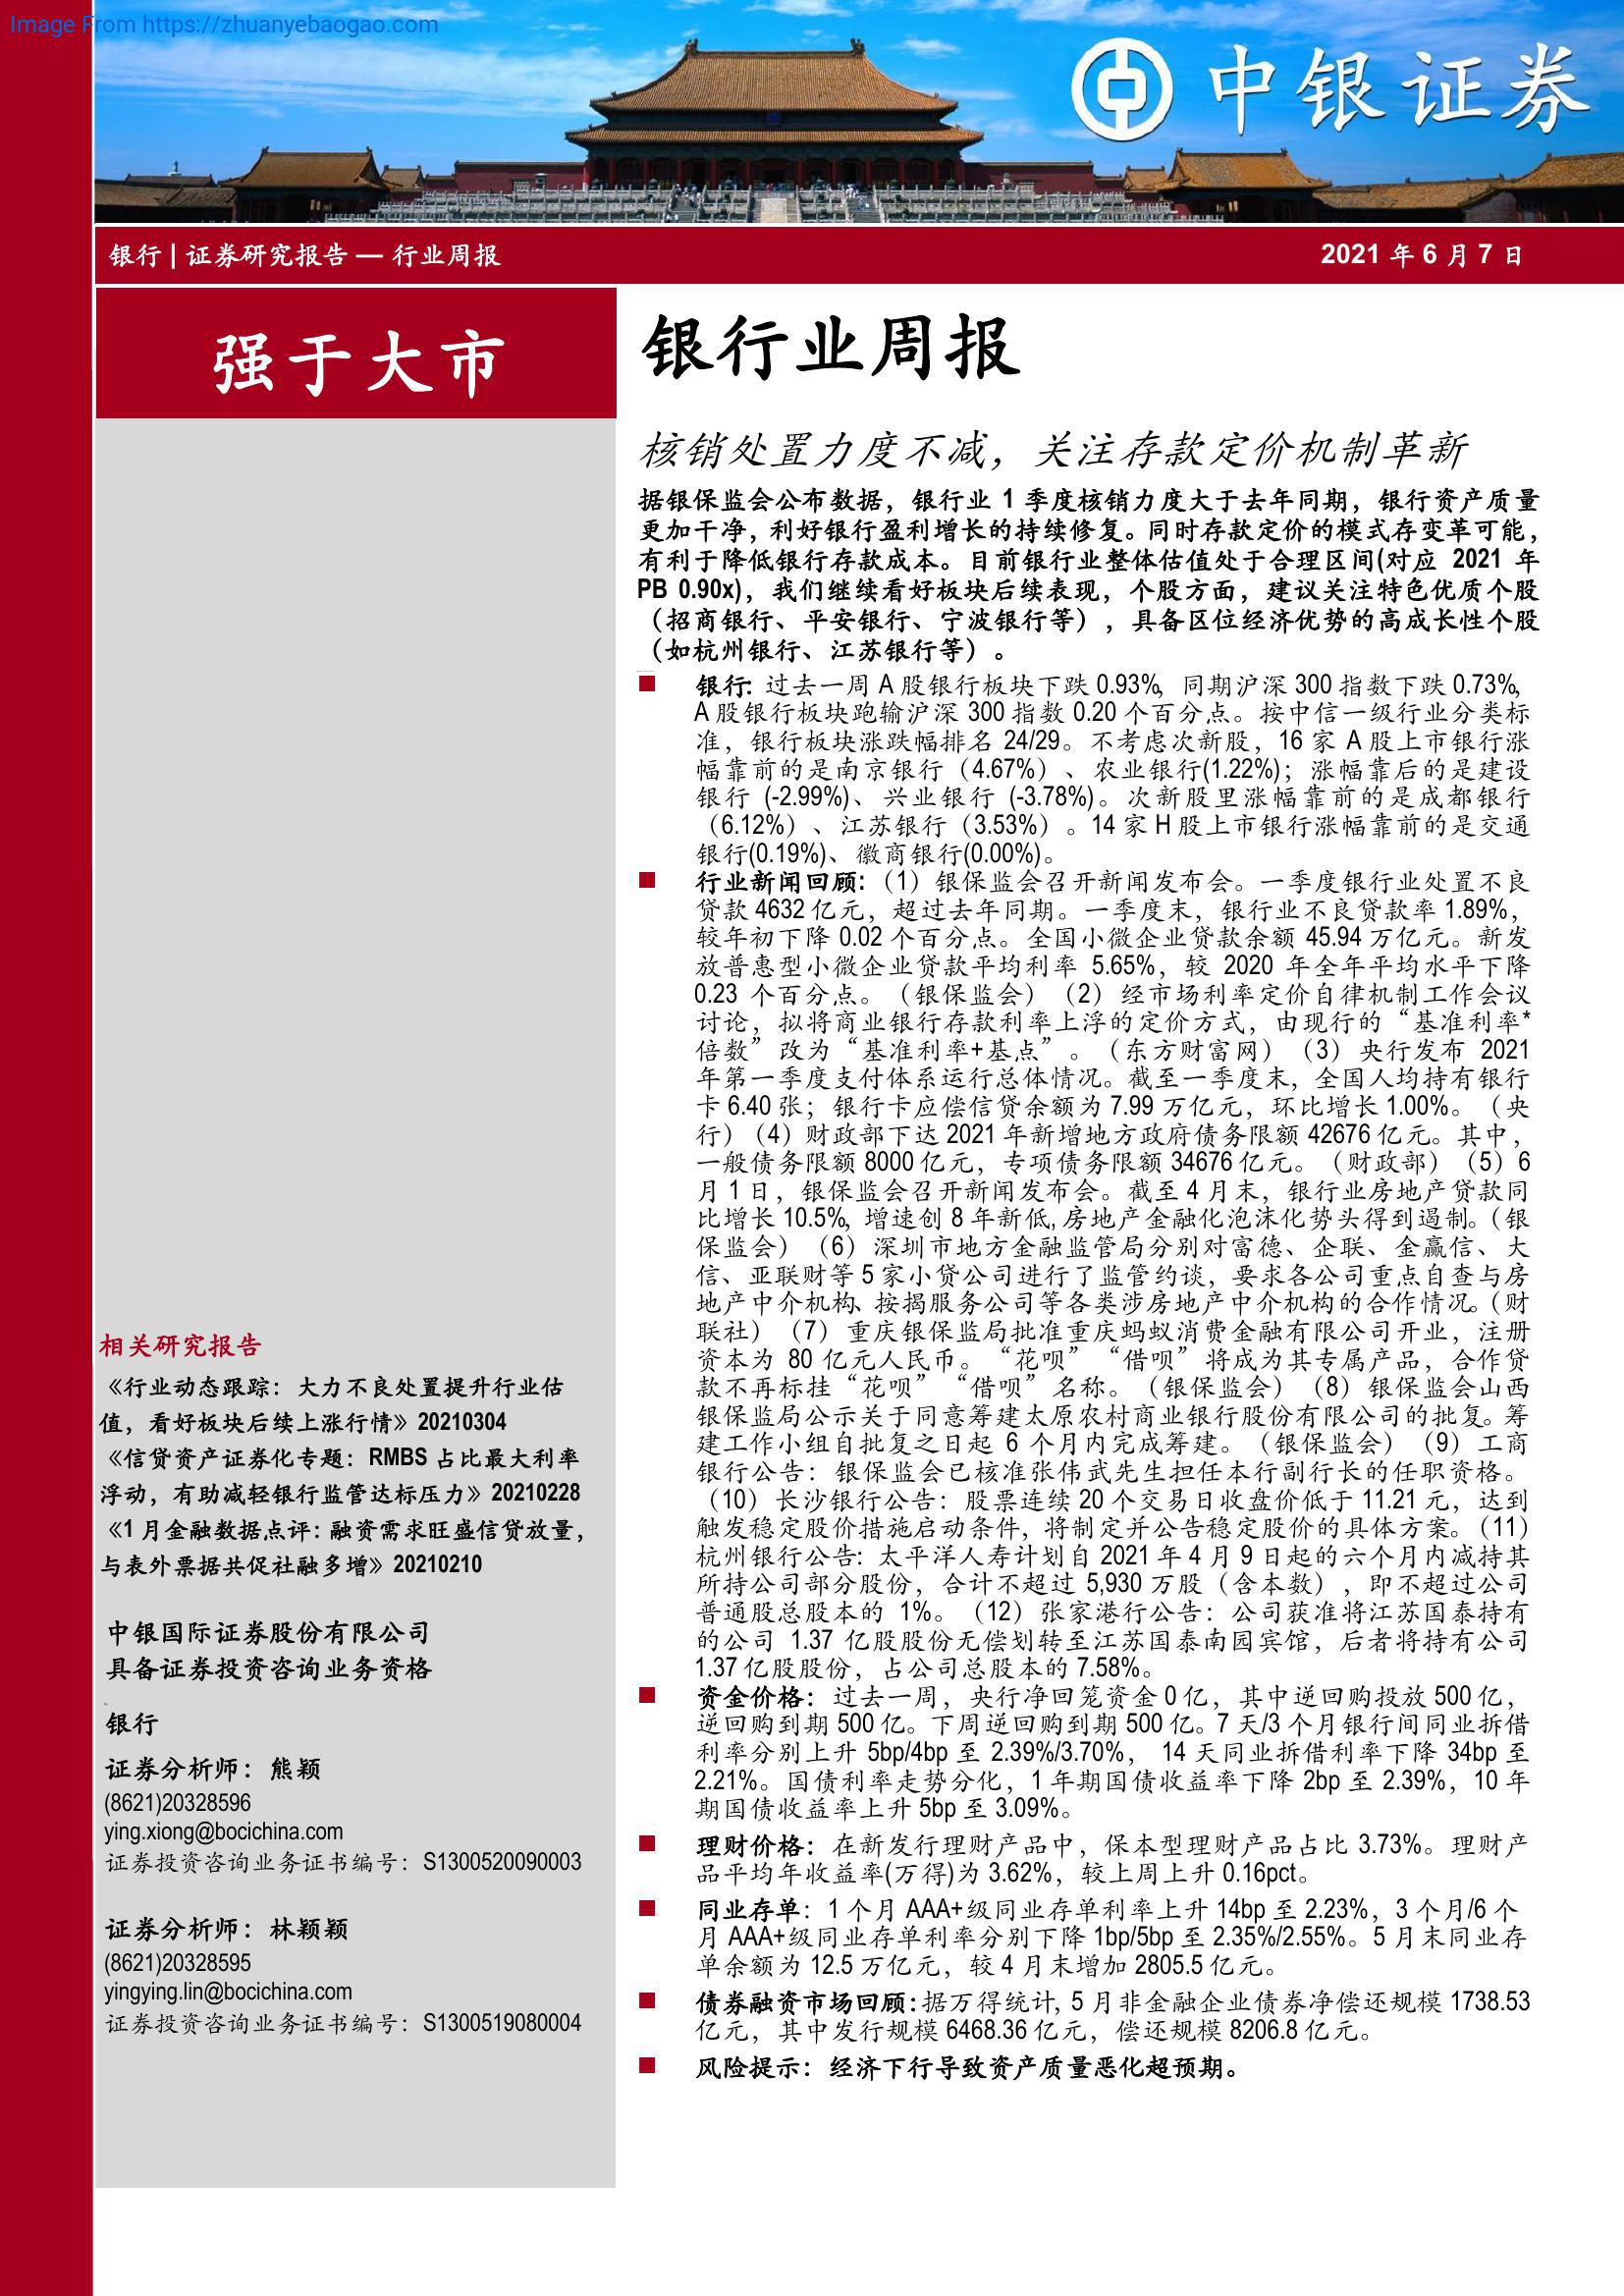 Image From https://zhuanyebaogao.com
中银证券
银行 | 证券研究报告 — 行业周报
2021 年 6 月 7 日
强于大市
银行业周报
核销处置力度不减，关注存款定价机制革新
据银保监会公布数据，银行业 1 季度核销力度大于去年同期，银行资产质量
更加干净，利好银行盈利增长的持续修复。同时存款定价的模式存变革可能，
有利于降低银行存款成本。目前银行业整体估值处于合理区间(对应 2021 年
PB 0.90x)，我们继续看好板块后续表现，个股方面，建议关注特色优质个股
（招商银行、平安银行、宁波银行等），具备区位经济优势的高成长性个股
（如杭州银行、江苏银行等）。
银行: 过去一周 A 股银行板块下跌 0.93%, 同期沪深 300 指数下跌 0.73%,
A 股银行板块跑输沪深 300 指数 0.20 个百分点。按中信一级行业分类标
准，银行板块涨跌幅排名 24/29。不考虑次新股，16 家 A 股上市银行涨
幅靠前的是南京银行（4.67%）、农业银行(1.22%)；涨幅靠后的是建设
银行 (-2.99%)、兴业银行 (-3.78%)。次新股里涨幅靠前的是成都银行
（6.12%）、江苏银行（3.53%）。14 家 H 股上市银行涨幅靠前的是交通
银行(0.19%)、徽商银行(0.00%)。
行业新闻回顾:（1）银保监会召开新闻发布会。一季度银行业处置不良
贷款 4632 亿元，超过去年同期。一季度末，银行业不良贷款率 1.89%，
较年初下降 0.02 个百分点。全国小微企业贷款余额 45.94 万亿元。新发
放普惠型小微企业贷款平均利率 5.65%，较 2020 年全年平均水平下降
0.23 个百分点。（银保监会）（2）经市场利率定价自律机制工作会议
讨论，拟将商业银行存款利率上浮的定价方式，由现行的“基准利率*
倍数”改为“基准利率+基点”。（东方财富网）（3）央行发布 2021
年第一季度支付体系运行总体情况。截至一季度末，全国人均持有银行
卡 6.40 张；银行卡应偿信贷余额为 7.99 万亿元，环比增长 1.00%。（央
行）（4）财政部下达 2021 年新增地方政府债务限额 42676 亿元。其中，
一般债务限额 8000 亿元，专项债务限额 34676 亿元。（财政部）（5）6
月 1 日，银保监会召开新闻发布会。截至 4 月末，银行业房地产贷款同
比增长 10.5%, 增速创 8 年新低, 房地产金融化泡沫化势头得到遏制。（银
保监会）（6）深圳市地方金融监管局分别对富德、企联、金赢信、大
信、亚联财等 5 家小贷公司进行了监管约谈，要求各公司重点自查与房
地产中介机构、按揭服务公司等各类涉房地产中介机构的合作情况。（财
联社）（7）重庆银保监局批准重庆蚂蚁消费金融有限公司开业，注册
资本为 80 亿元人民币。“花呗”“借呗”将成为其专属产品，合作贷
款不再标挂“花呗”“借呗”名称。（银保监会）（8）银保监会山西
银保监局公示关于同意筹建太原农村商业银行股份有限公司的批复。筹
建工作小组自批复之日起 6 个月内完成筹建。（银保监会）（9）工商
银行公告：银保监会已核准张伟武先生担任本行副行长的任职资格。
（10）长沙银行公告：股票连续 20 个交易日收盘价低于 11.21 元，达到
触发稳定股价措施启动条件，将制定并公告稳定股价的具体方案。（11）
杭州银行公告: 太平洋人寿计划自 2021 年 4 月 9 日起的六个月内减持其
所持公司部分股份，合计不超过 5,930 万股（含本数），即不超过公司
普通股总股本的 1%。（12）张家港行公告：公司获准将江苏国泰持有
的公司 1.37 亿股股份无偿划转至江苏国泰南园宾馆，后者将持有公司
1.37 亿股股份，占公司总股本的 7.58%。
资金价格：过去一周，央行净回笼资金 0 亿，其中逆回购投放 500 亿，
逆回购到期 500 亿。下周逆回购到期 500 亿。7 天/3 个月银行间同业拆借
利率分别上升 5bp/4bp 至 2.39%/3.70%， 14 天同业拆借利率下降 34bp 至
2.21%。国债利率走势分化，1 年期国债收益率下降 2bp 至 2.39%，10 年
期国债收益率上升 5bp 至 3.09%。
理财价格：在新发行理财产品中，保本型理财产品占比 3.73%。理财产
品平均年收益率(万得)为 3.62%，较上周上升 0.16pct。
同业存单：1 个月 AAA+级同业存单利率上升 14bp 至 2.23%，3 个月/6 个
月 AAA+级同业存单利率分别下降 1bp/5bp 至 2.35%/2.55%。5 月末同业存
单余额为 12.5 万亿元，较 4 月末增加 2805.5 亿元。
债券融资市场回顾: 据万得统计, 5 月非金融企业债券净偿还规模 1738.53
亿元，其中发行规模 6468.36 亿元，偿还规模 8206.8 亿元。
风险提示：经济下行导致资产质量恶化超预期。
相关研究报告
《行业动态跟踪：大力不良处置提升行业估
值，看好板块后续上涨行情》20210304
《信贷资产证券化专题：RMBS 占比最大利率
浮动，有助减轻银行监管达标压力》20210228
《1 月金融数据点评: 融资需求旺盛信贷放量，
与表外票据共促社融多增》20210210
中银国际证券股份有限公司
具备证券投资咨询业务资格
银行
证券分析师：熊颖
(8621)20328596
ying.xiong@bocichina.com
证券投资咨询业务证书编号：S1300520090003
证券分析师：林颖颖
(8621)20328595
yingying.lin@bocichina.com
证券投资咨询业务证书编号：S1300519080004